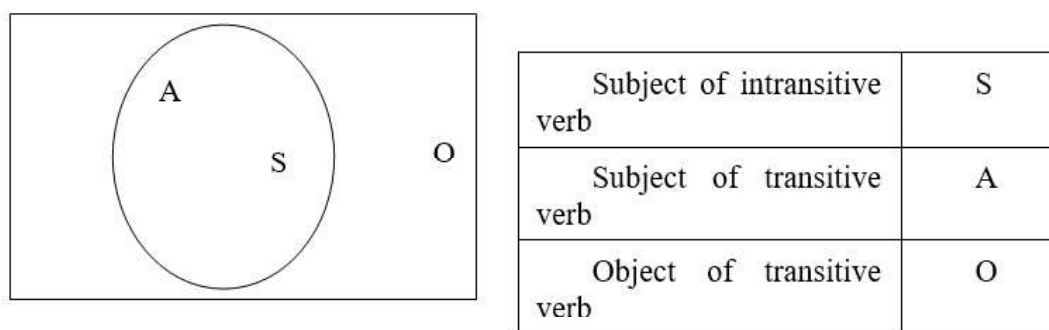 A
S
O
Subject of intransitive
verb
S
Subject of transitive
verb
A
Object of transitive
verb
O